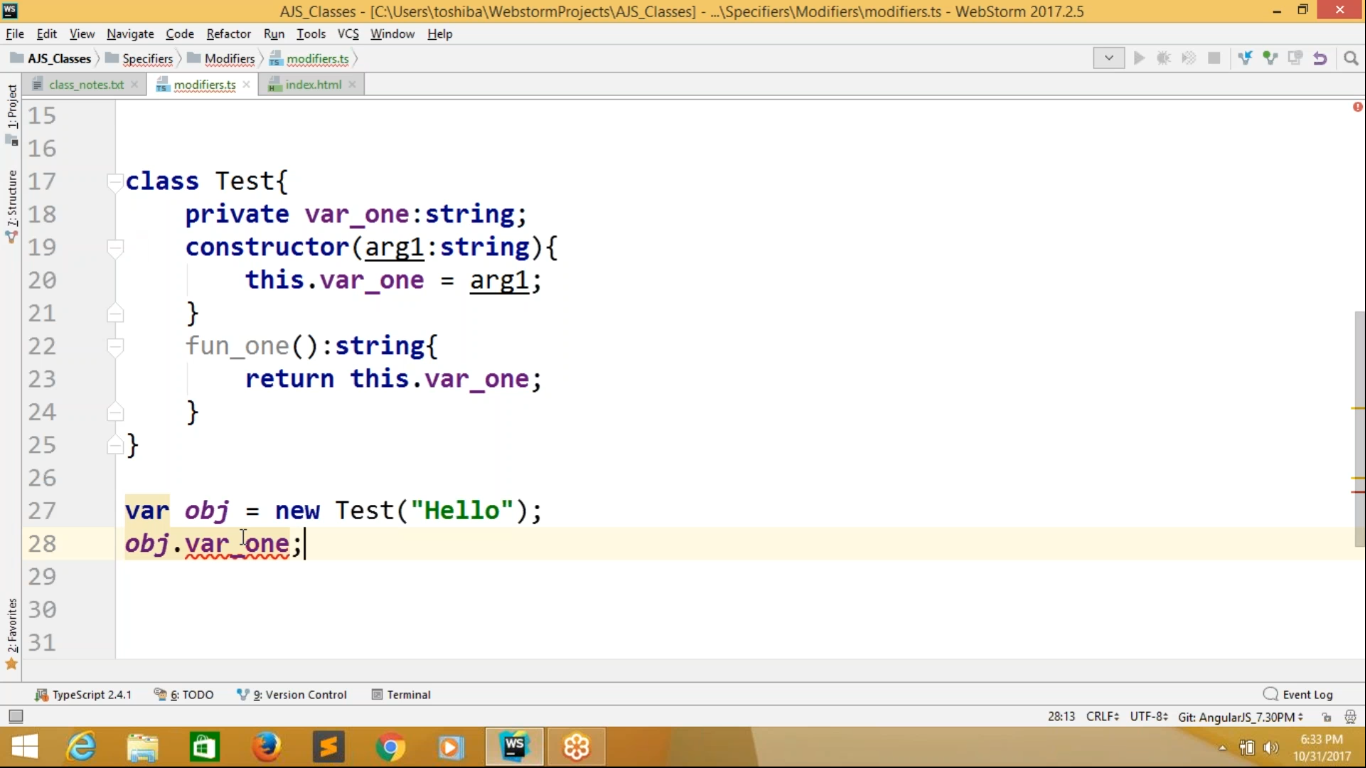 AJS_Classes - [C:\Users\toshiba\WebstormProjects\AJS_Classes] - ...\Specifiers\Modifiers\modifiers.ts - WebStorm 2017.2.5
File Edit View Navigate Code Refactor Run Tools VCS Window Help
AJS_Classes Specifiers Modifiers modifiers.ts
class_notes.txt modifiers.ts index.html
1: Project
7: Structure
2: Favorites
15
16
17 class Test{
18 private var_one:string;
19 constructor(arg1:string){
20 this.var_one = arg1;
21 }
22 fun_one():string{
23 return this.var_one;
24 }
25 }
26
27 var obj = new Test("Hello");
28 obj.var_one;
29
30
31
TypeScript 2.4.1 6: TODO 9: Version Control Terminal Event Log
28:13 CRLF÷ UTF-8÷ Git: AngularJS_7.30PM÷
6:33 PM
10/31/2017